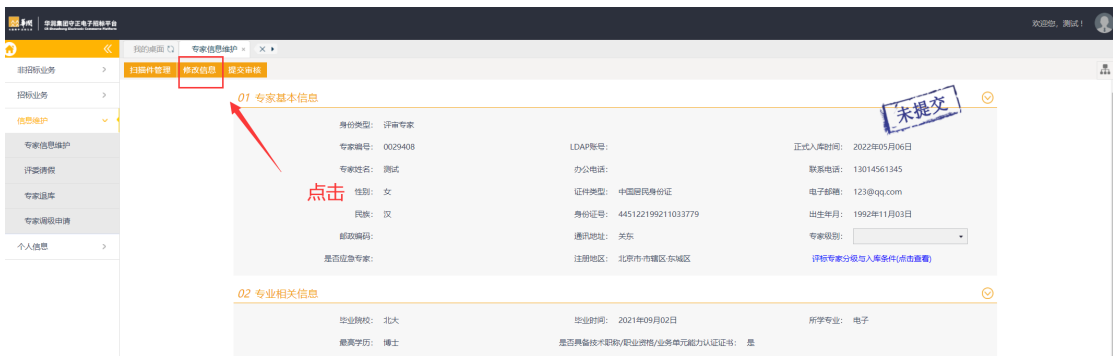 华润集团守正电子招标平台
欢迎您，测试！
我的桌面 专家信息维护
非招标业务
招标业务
信息维护
专家信息维护
评委请假
专家退库
专家调级申请
个人信息
扫描件管理 修改信息 提交审核
01 专家基本信息
未提交
点击
身份类型： 评审专家
专家编号： 0029408 LDAP账号： 正式入库时间： 2022年05月06日
专家姓名： 测试 办公电话： 联系电话： 13014561345
性别： 女 证件类型： 中国居民身份证 电子邮箱： 123@qq.com
民族： 汉 身份证号： 445122199211033779 出生年月： 1992年11月03日
邮政编码： 通讯地址： 关东 专家级别：
是否应急专家： 注册地区： 北京市·市辖区·东城区 评标专家分级与入库条件(点击查看)
02 专业相关信息
毕业院校： 北大 毕业时间： 2021年09月02日 所学专业： 电子
最高学历： 博士 是否具备技术职称/职业资格/业务单元能力认证证书： 是